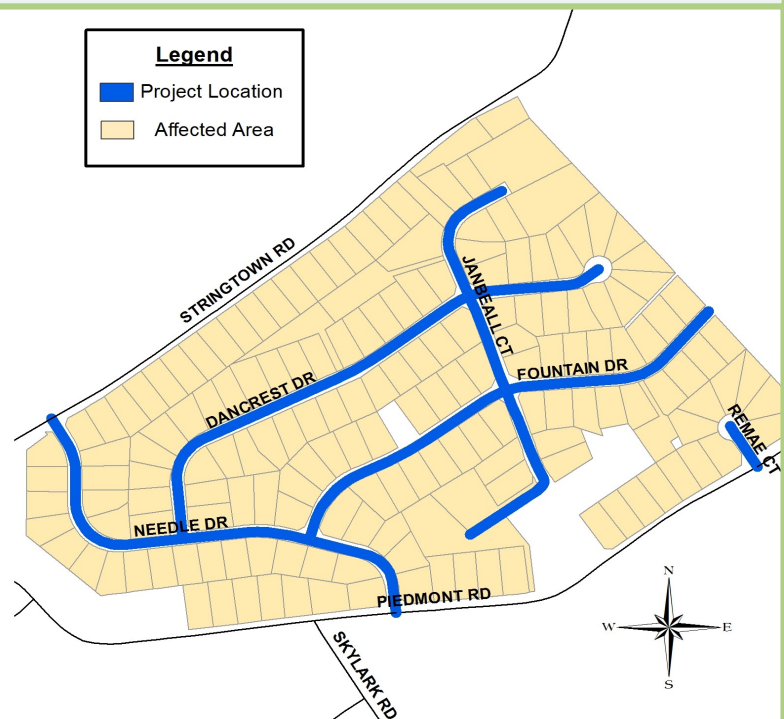 Legend
Project Location
Affected Area
STRINGTOWN RD
JANBEALL CT
DANCREST DR
FOUNTAIN DR
REMAE CT
NEEDLE DR
PIEDMONT RD
SKYLARK RD
N
W
E
S